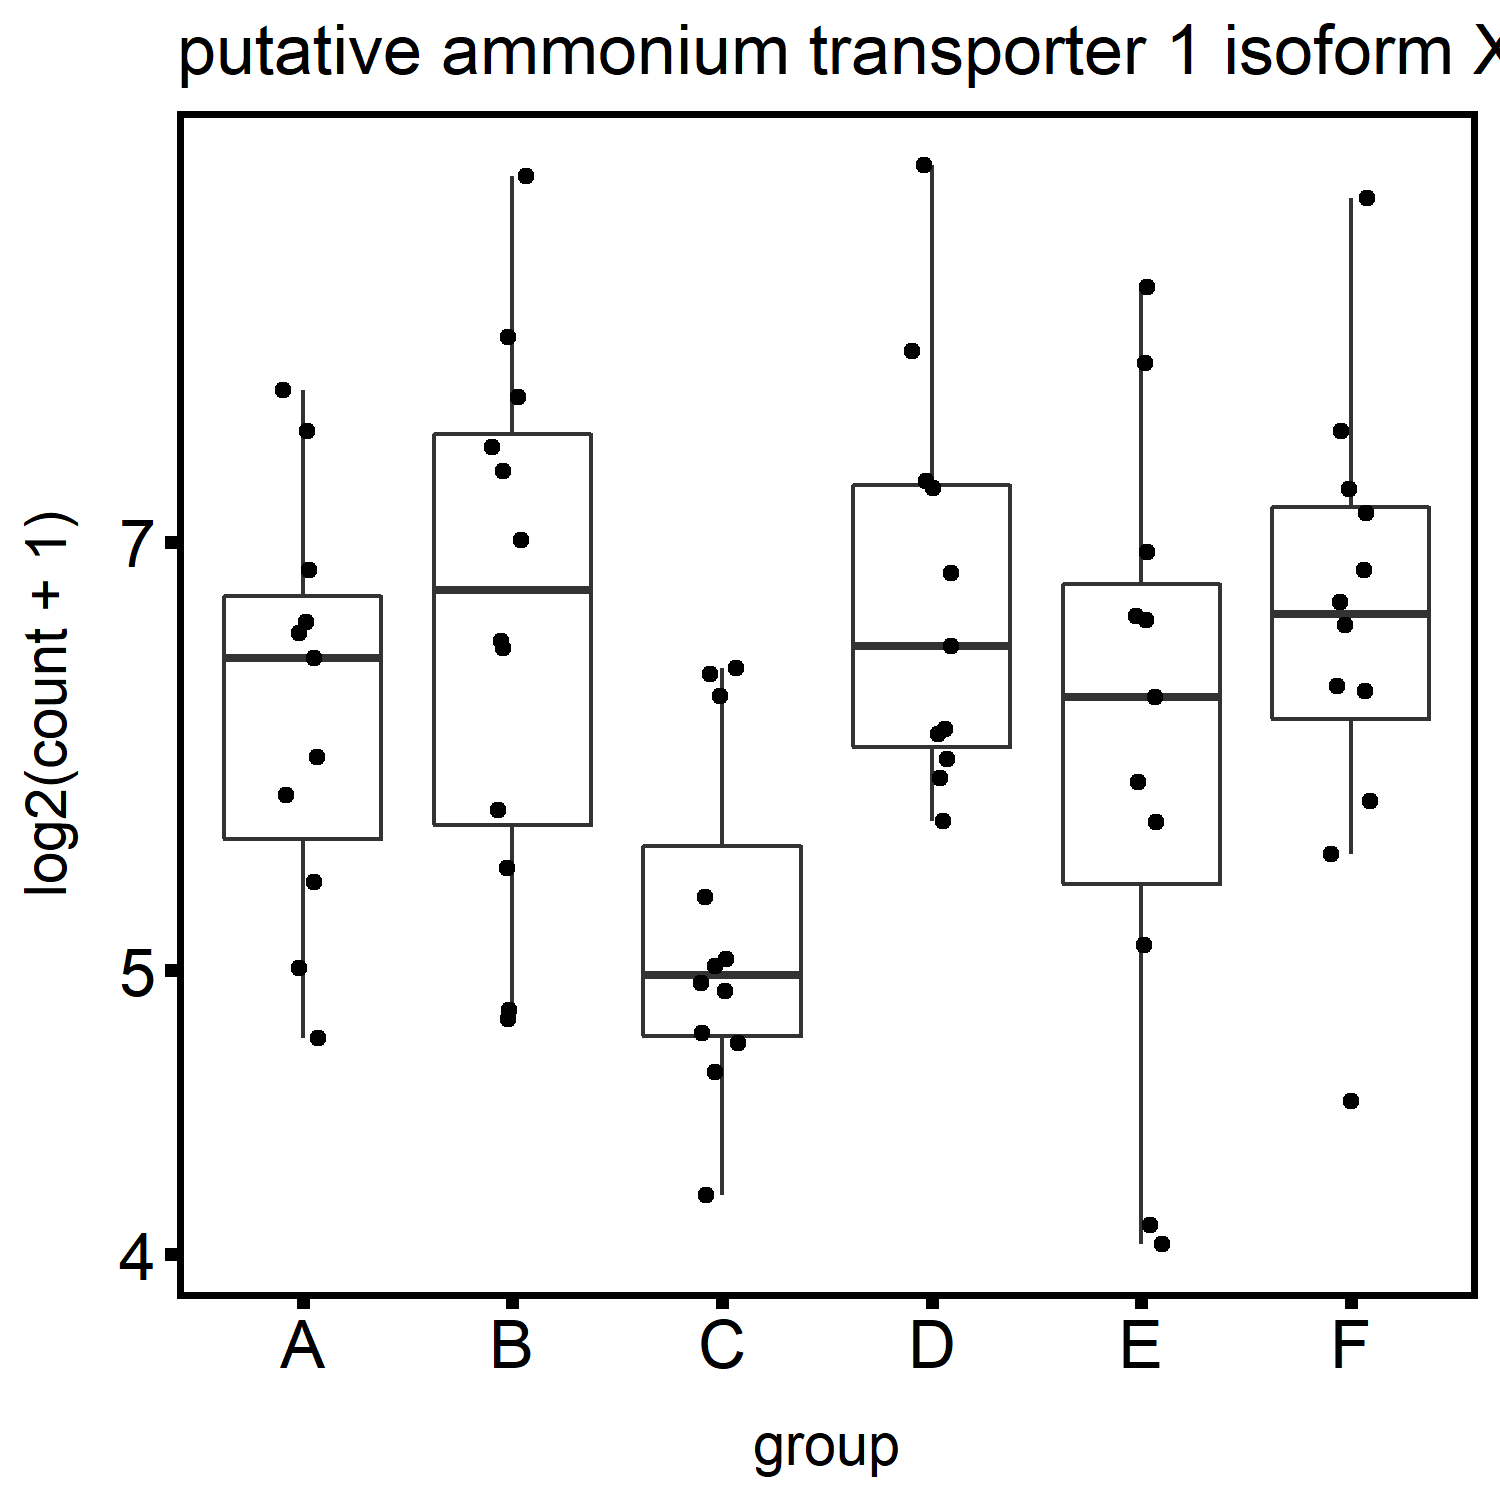 putative ammonium transporter 1 isoform X
log2(count + 1)
7
5
4
A B C D E F
group